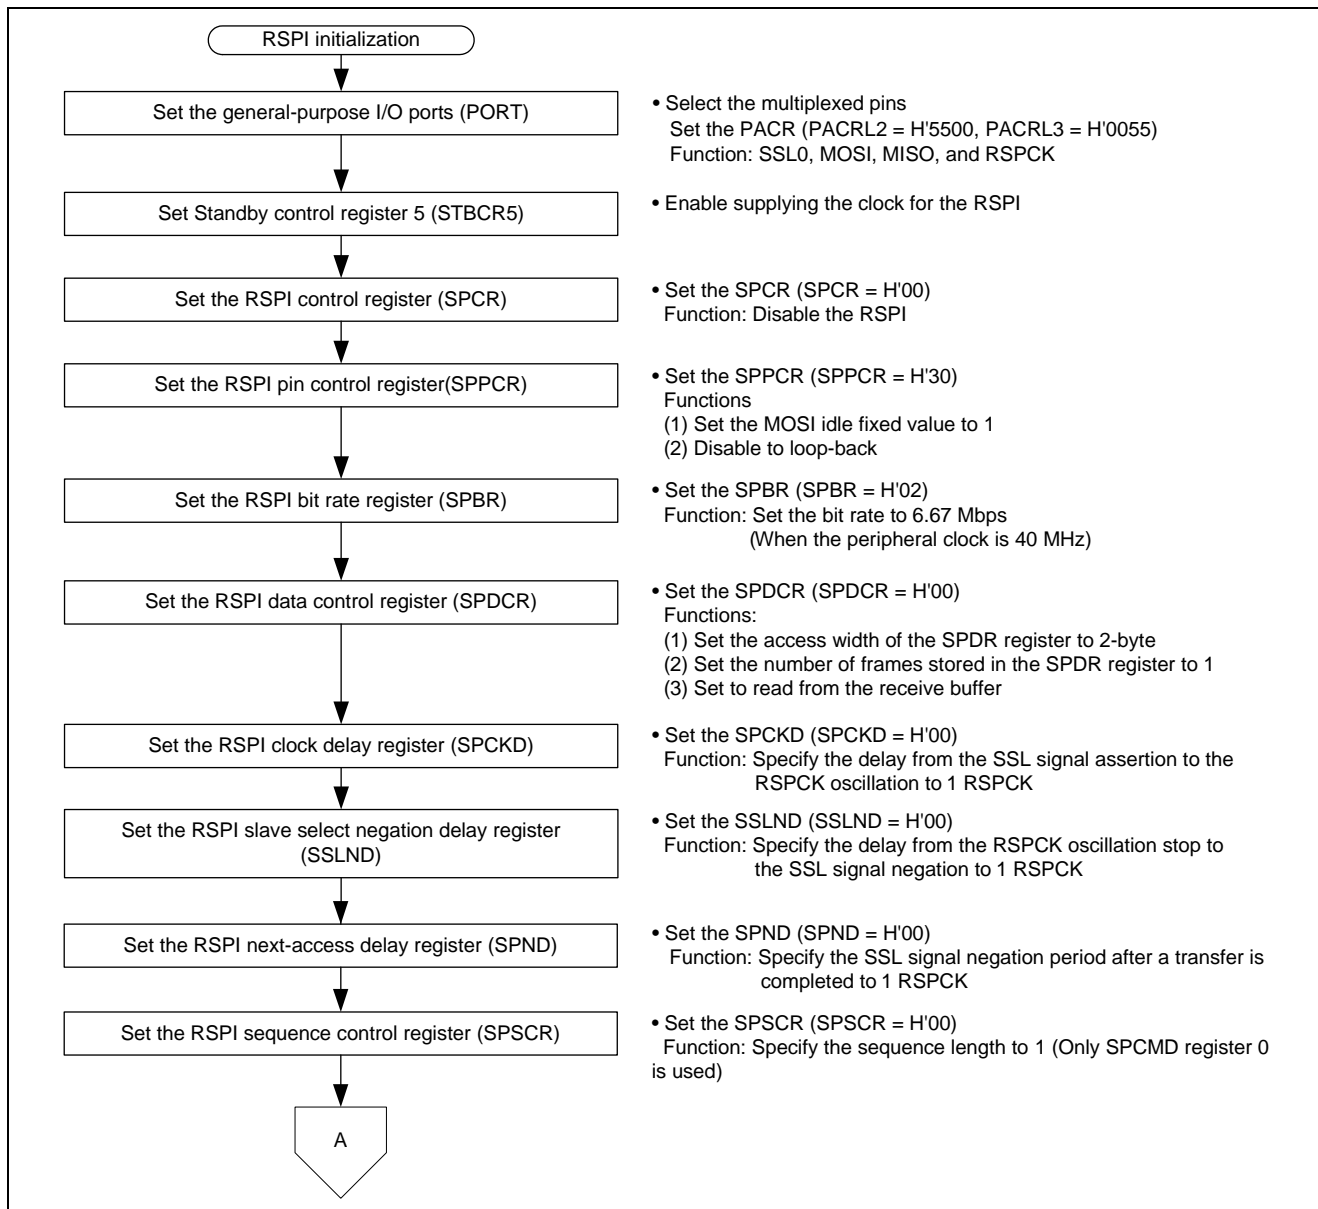 RSPI initialization
Set the general-purpose I/O ports (PORT)
• Select the multiplexed pins
Set the PACR (PACRL2 = H'5500, PACRL3 = H'0055)
Function: SSL0, MOSI, MISO, and RSPCK
Set Standby control register 5 (STBCR5)
• Enable supplying the clock for the RSPI
Set the RSPI control register (SPCR)
• Set the SPCR (SPCR = H'00)
Function: Disable the RSPI
Set the RSPI pin control register(SPPCR)
• Set the SPPCR (SPPCR = H'30)
Functions
(1) Set the MOSI idle fixed value to 1
(2) Disable to loop-back
Set the RSPI bit rate register (SPBR)
• Set the SPBR (SPBR = H'02)
Function: Set the bit rate to 6.67 Mbps
(When the peripheral clock is 40 MHz)
Set the RSPI data control register (SPDCR)
• Set the SPDCR (SPDCR = H'00)
Functions:
(1) Set the access width of the SPDR register to 2-byte
(2) Set the number of frames stored in the SPDR register to 1
(3) Set to read from the receive buffer
Set the RSPI clock delay register (SPCKD)
• Set the SPCKD (SPCKD = H'00)
Function: Specify the delay from the SSL signal assertion to the
RSPCK oscillation to 1 RSPCK
Set the RSPI slave select negation delay register
(SSLND)
• Set the SSLND (SSLND = H'00)
Function: Specify the delay from the RSPCK oscillation stop to
the SSL signal negation to 1 RSPCK
Set the RSPI next-access delay register (SPND)
• Set the SPND (SPND = H'00)
Function: Specify the SSL signal negation period after a transfer is
completed to 1 RSPCK
Set the RSPI sequence control register (SPSCR)
• Set the SPSCR (SPSCR = H'00)
Function: Specify the sequence length to 1 (Only SPCMD register 0
is used)
A